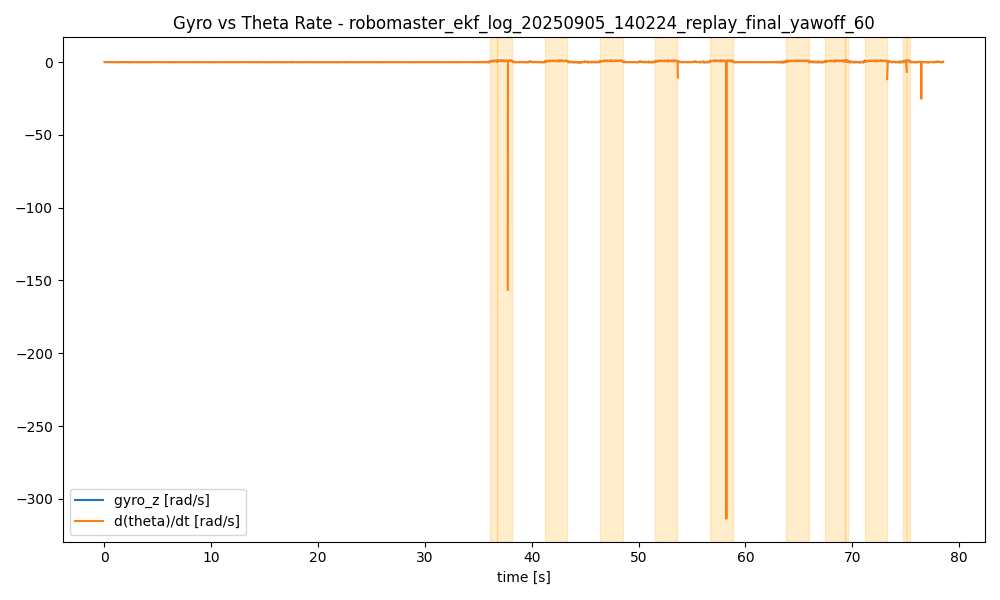 Gyro vs Theta Rate - robomaster_ekf_log_20250905_140224_replay_final_yawoff_60
0
−50
−100
−150
−200
−250
−300
gyro_z [rad/s]
d(theta)/dt [rad/s]
0 10 20 30 40 50 60 70 80
time [s]